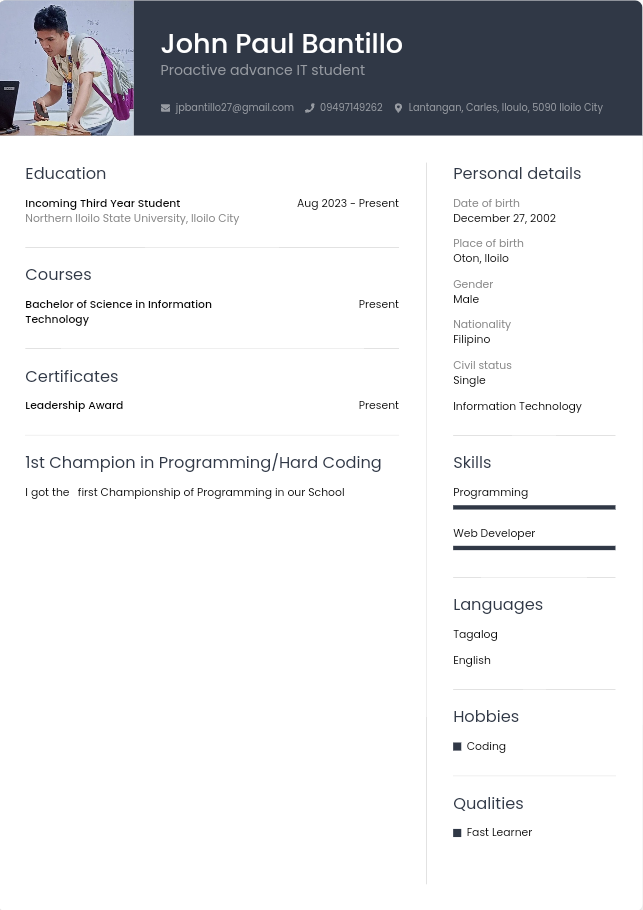 John Paul Bantillo
Proactive advance IT student
jpbantillo27@gmail.com 09497149262 Lantangan, Carles, Iloulo, 5090 Iloilo City
Education
Incoming Third Year Student Aug 2023 - Present
Northern Iloilo State University, Iloilo City
Courses
Bachelor of Science in Information Present
Technology
Certificates
Leadership Award Present
1st Champion in Programming/Hard Coding
I got the first Championship of Programming in our School
Personal details
Date of birth
December 27, 2002
Place of birth
Oton, Iloilo
Gender
Male
Nationality
Filipino
Civil status
Single
Information Technology
Skills
Programming
Web Developer
Languages
Tagalog
English
Hobbies
Coding
Qualities
Fast Learner